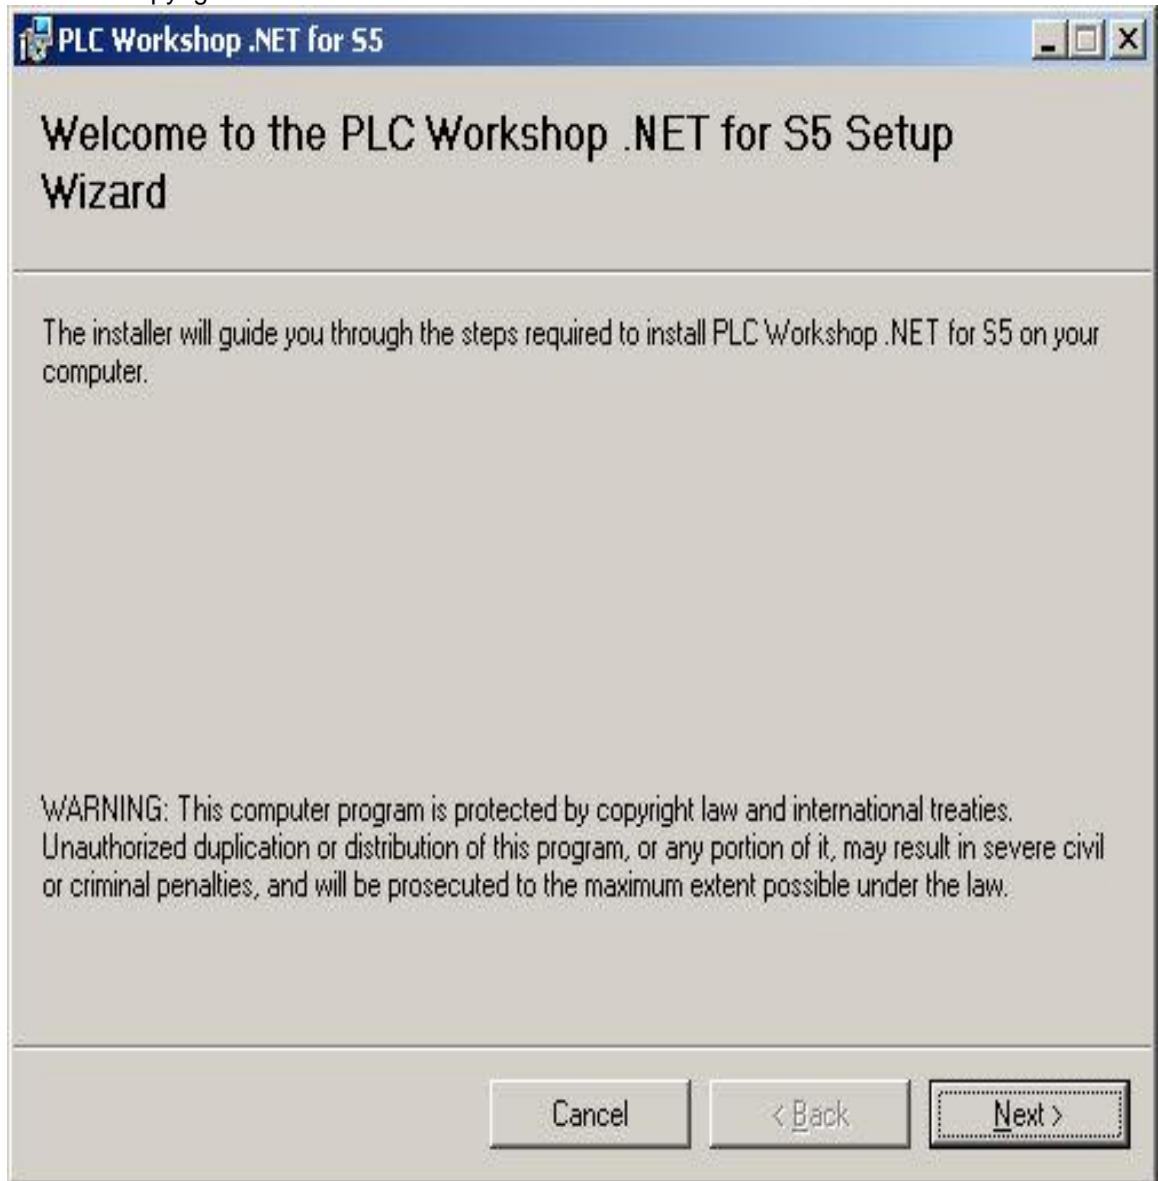 PLC Workshop .NET for S5
Welcome to the PLC Workshop .NET for S5 Setup
Wizard
The installer will guide you through the steps required to install PLC Workshop .NET for S5 on your
computer.
WARNING: This computer program is protected by copyright law and international treaties.
Unauthorized duplication or distribution of this program, or any portion of it, may result in severe civil
or criminal penalties, and will be prosecuted to the maximum extent possible under the law.
Cancel
< Back
Next >